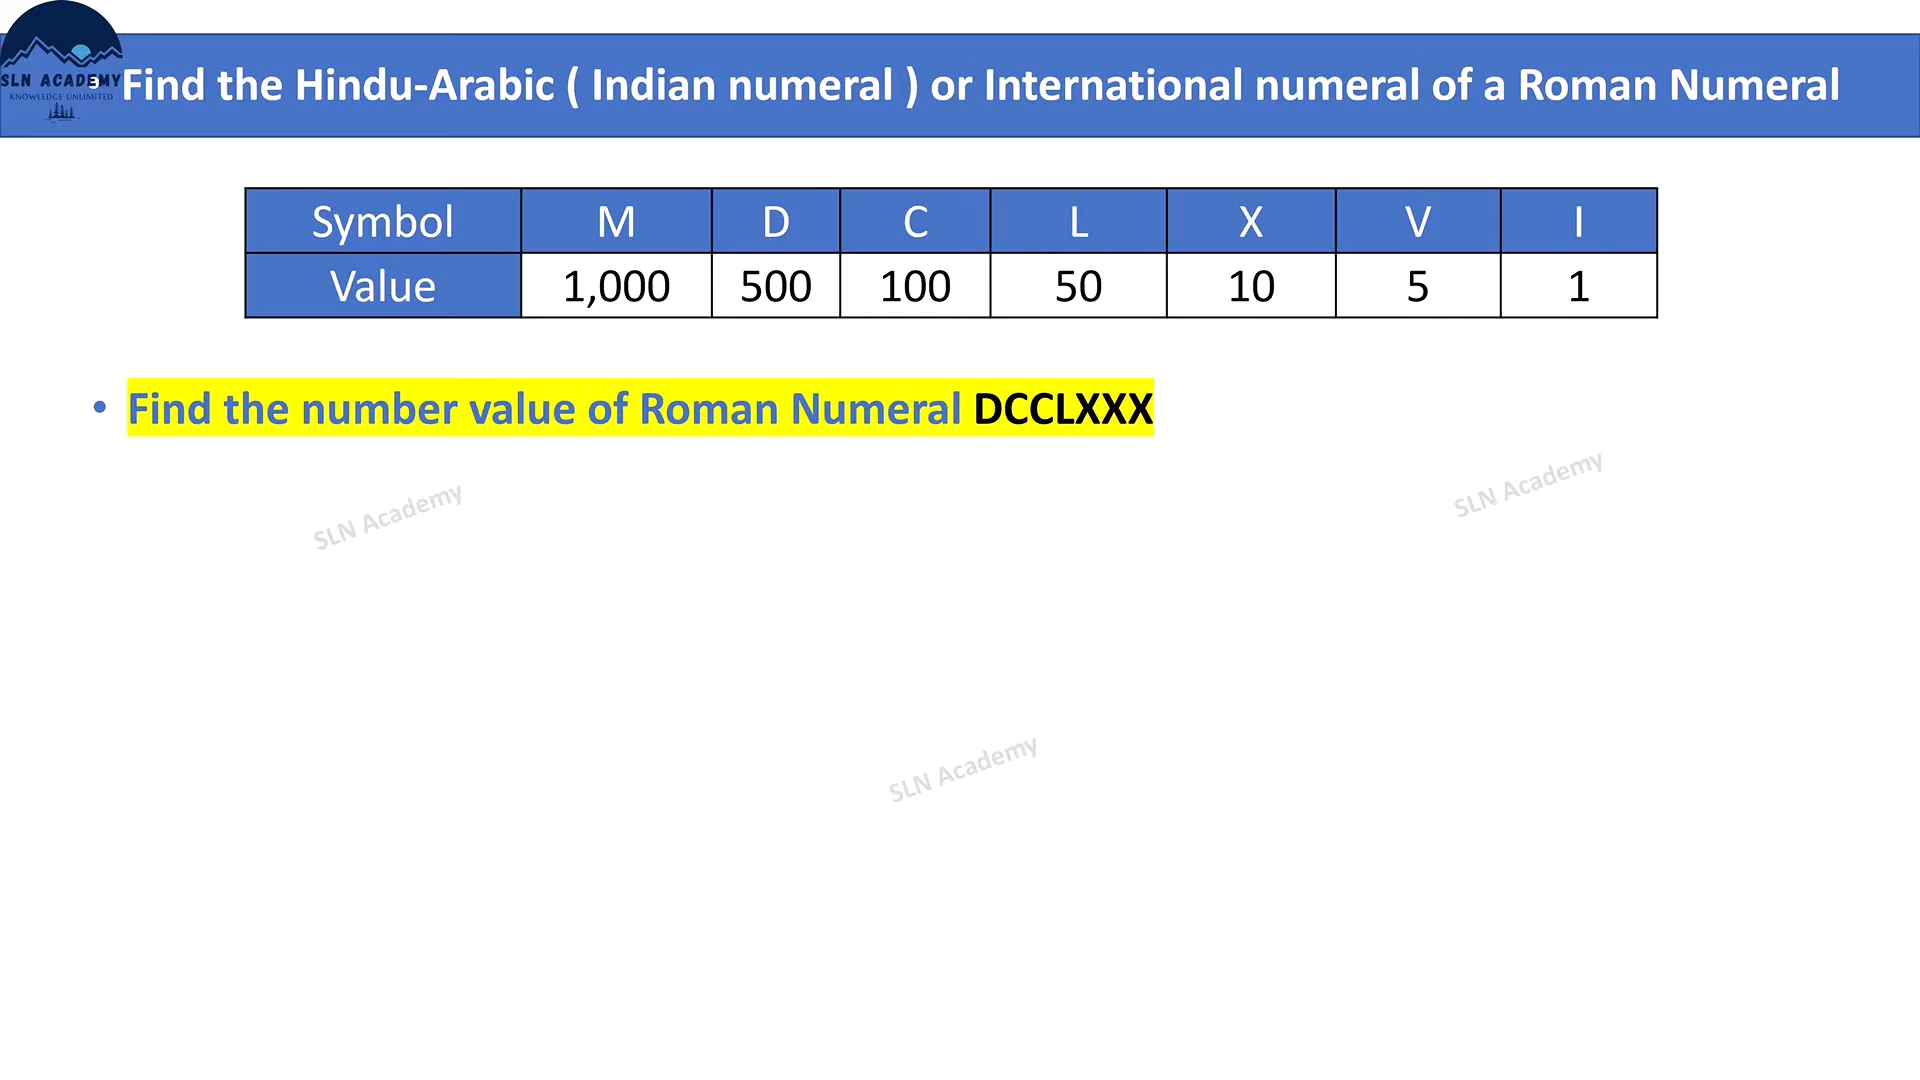 SLN ACADEMY
KNOWLEDGE UNLIMITED
Find the Hindu-Arabic ( Indian numeral ) or International numeral of a Roman Numeral
Symbol M D C L X V I
Value 1,000 500 100 50 10 5 1
• Find the number value of Roman Numeral DCCLXXX
SLN Academy
SLN Academy
SLN Academy